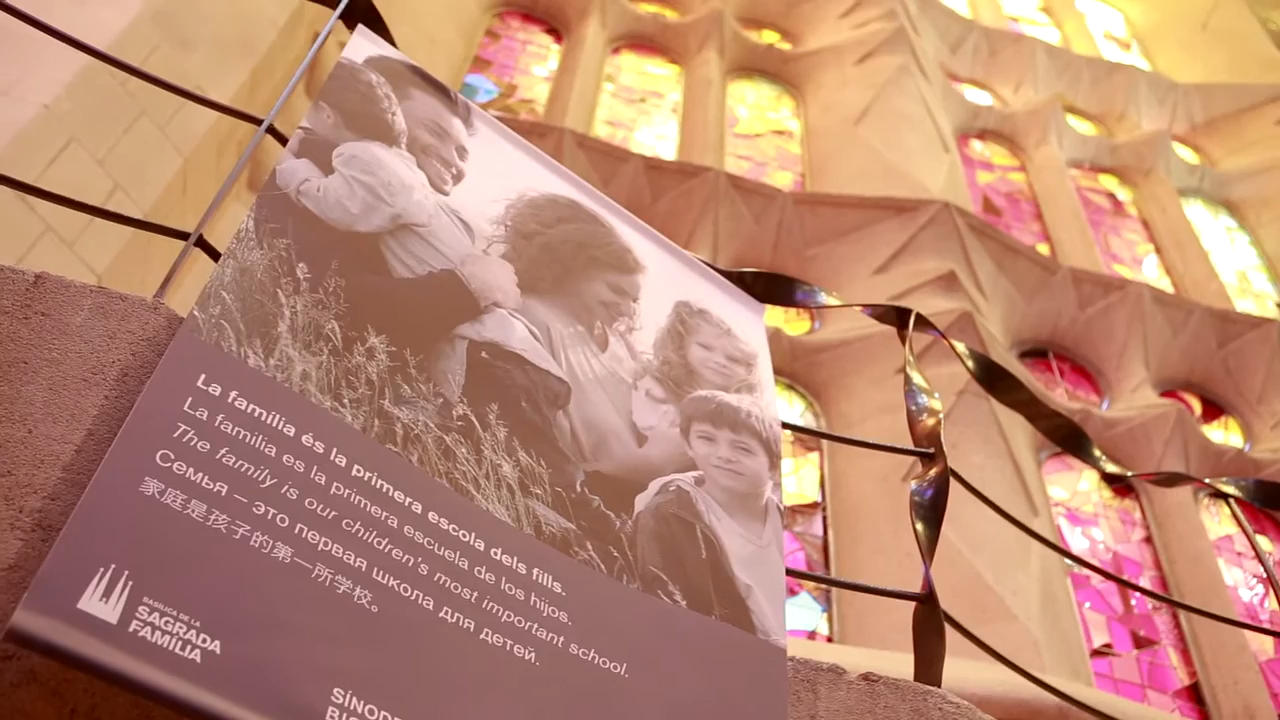 La família és la primera escola dels fills.
La familia es la primera escuela de los hijos.
The family is our children's most important school.
Семья – это первая школа для детей.
家庭是孩子的第一所学校。
BASÍLICA DE LA
SAGRADA
FAMÍLIA